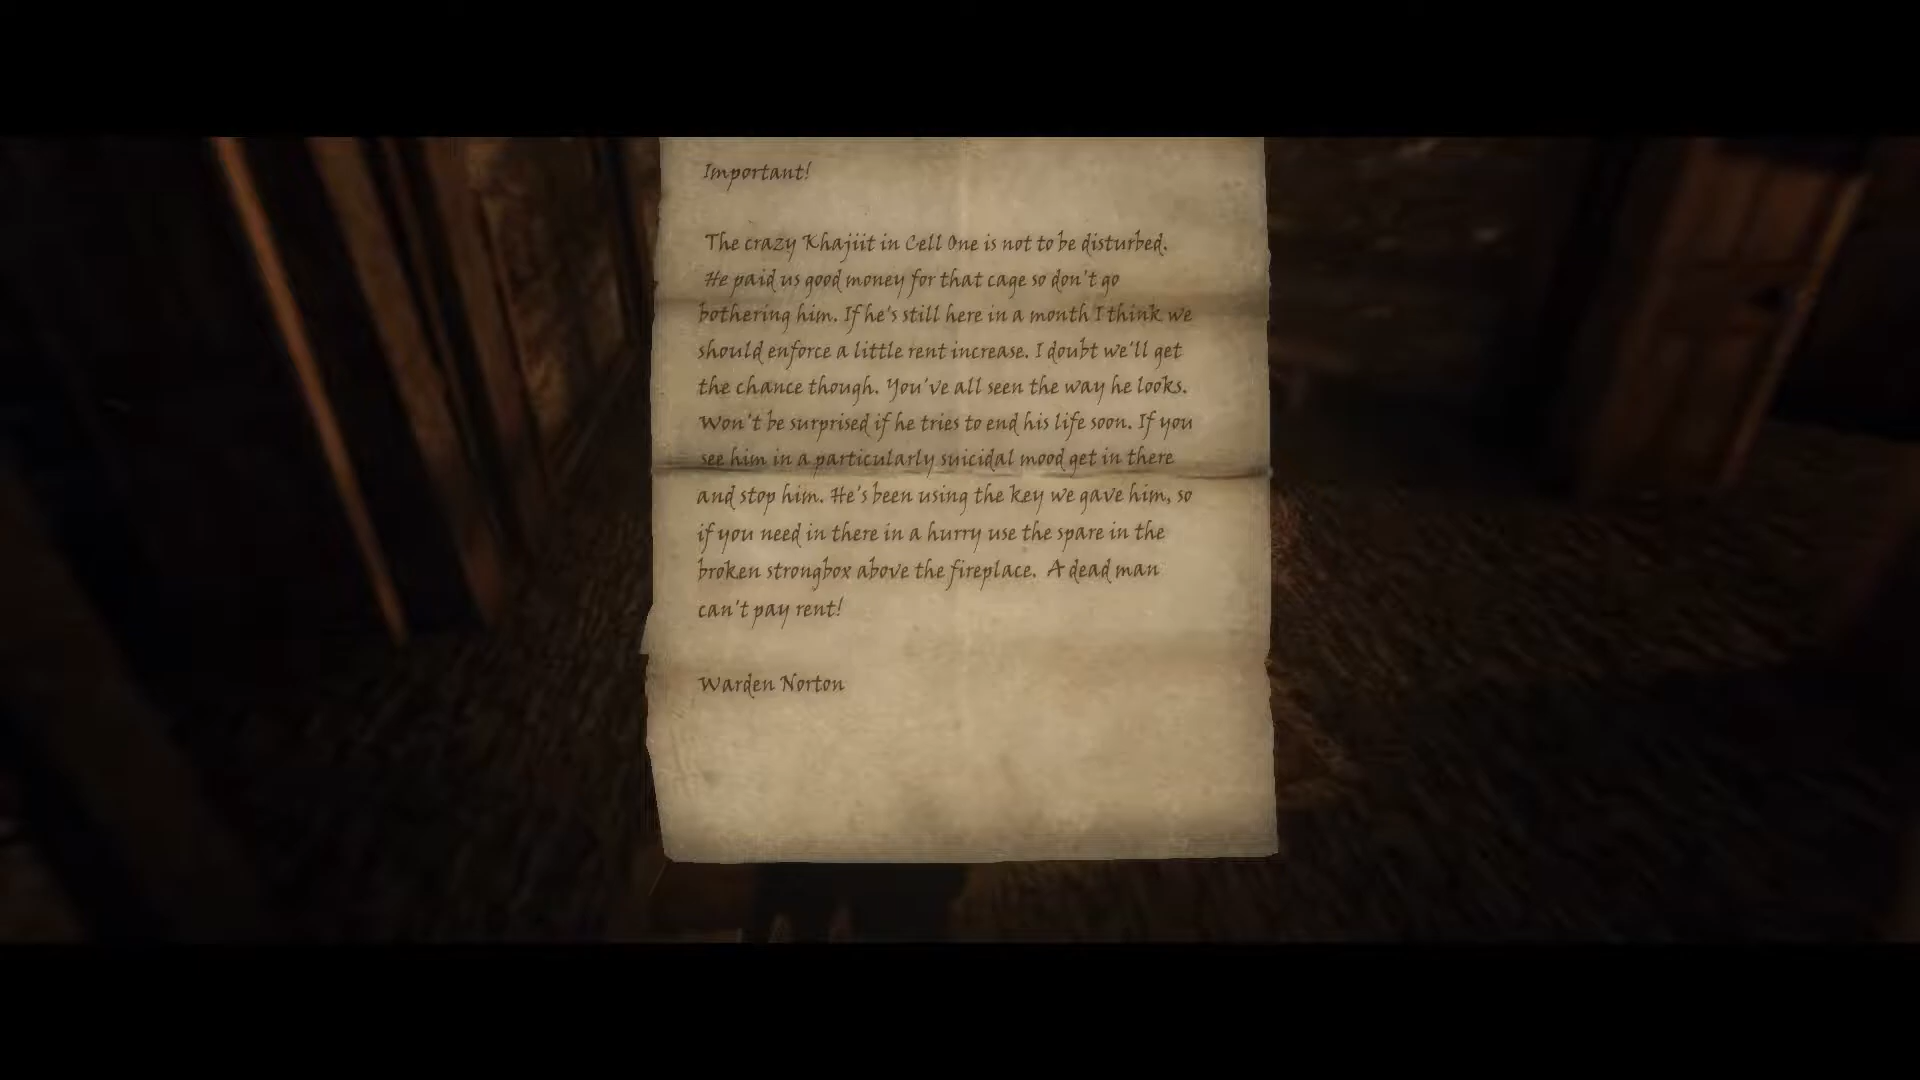 Important!
The crazy Khajiit in Cell One is not to be disturbed.
He paid us good money for that cage so don't go
bothering him. If he's still here in a month I think we
should enforce a little rent increase. I doubt we'll get
the chance though. You've all seen the way he looks.
Won't be surprised if he tries to end his life soon. If you
see him in a particularly suicidal mood get in there
and stop him. He's been using the key we gave him, so
if you need in there in a hurry use the spare in the
broken strongbox above the fireplace. A dead man
can't pay rent!
Warden Norton